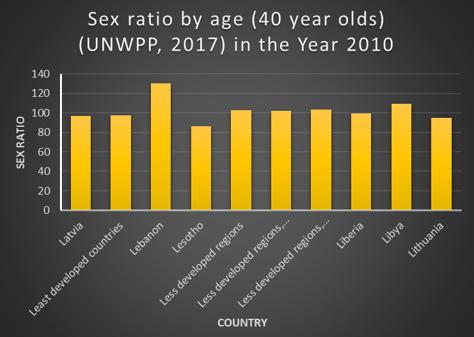 Sex ratio by age (40 year olds)
(UNWPP, 2017) in the Year 2010
140
120
100
80
60
40
20
0
SEX RATIO
Latvia
Least developed countries
Lebanon
Lesotho
Less developed regions
Less developed regions,...
Less developed regions,...
Liberia
Libya
Lithuania
COUNTRY